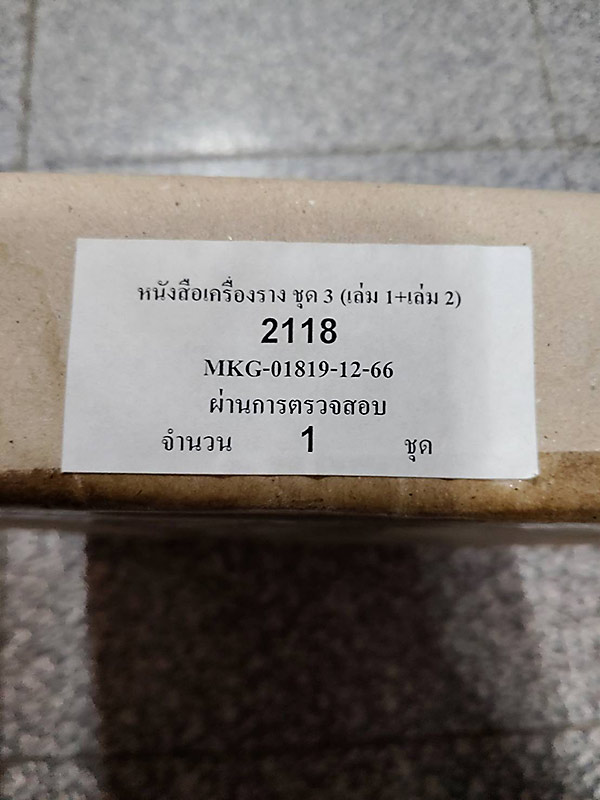 หนังสือเครื่องราง ชุด 3 (เล่ม 1+เล่ม 2)
2118
MKG-01819-12-66
ผ่านการตรวจสอบ
จำนวน 1 ชุด